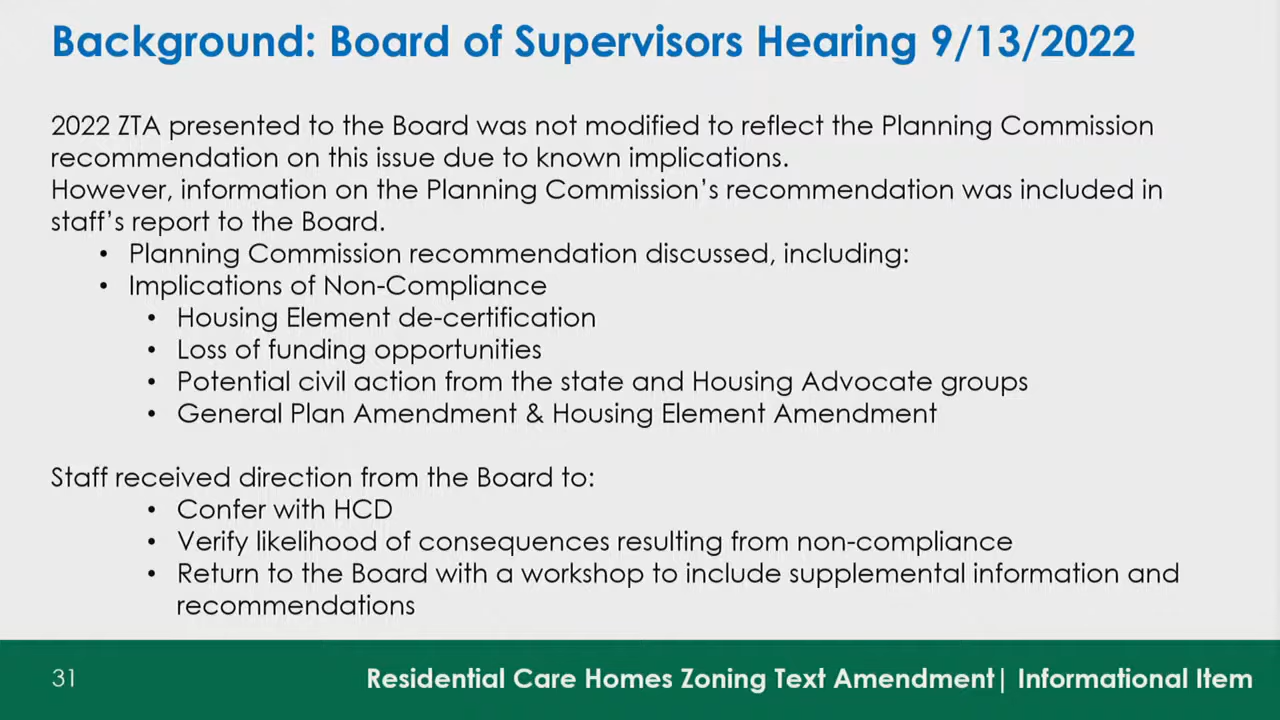 Background: Board of Supervisors Hearing 9/13/2022
2022 ZTA presented to the Board was not modified to reflect the Planning Commission
recommendation on this issue due to known implications.
However, information on the Planning Commission’s recommendation was included in
staff’s report to the Board.
• Planning Commission recommendation discussed, including:
• Implications of Non-Compliance
• Housing Element de-certification
• Loss of funding opportunities
• Potential civil action from the state and Housing Advocate groups
• General Plan Amendment & Housing Element Amendment
Staff received direction from the Board to:
• Confer with HCD
• Verify likelihood of consequences resulting from non-compliance
• Return to the Board with a workshop to include supplemental information and
recommendations
31
Residential Care Homes Zoning Text Amendment| Informational Item